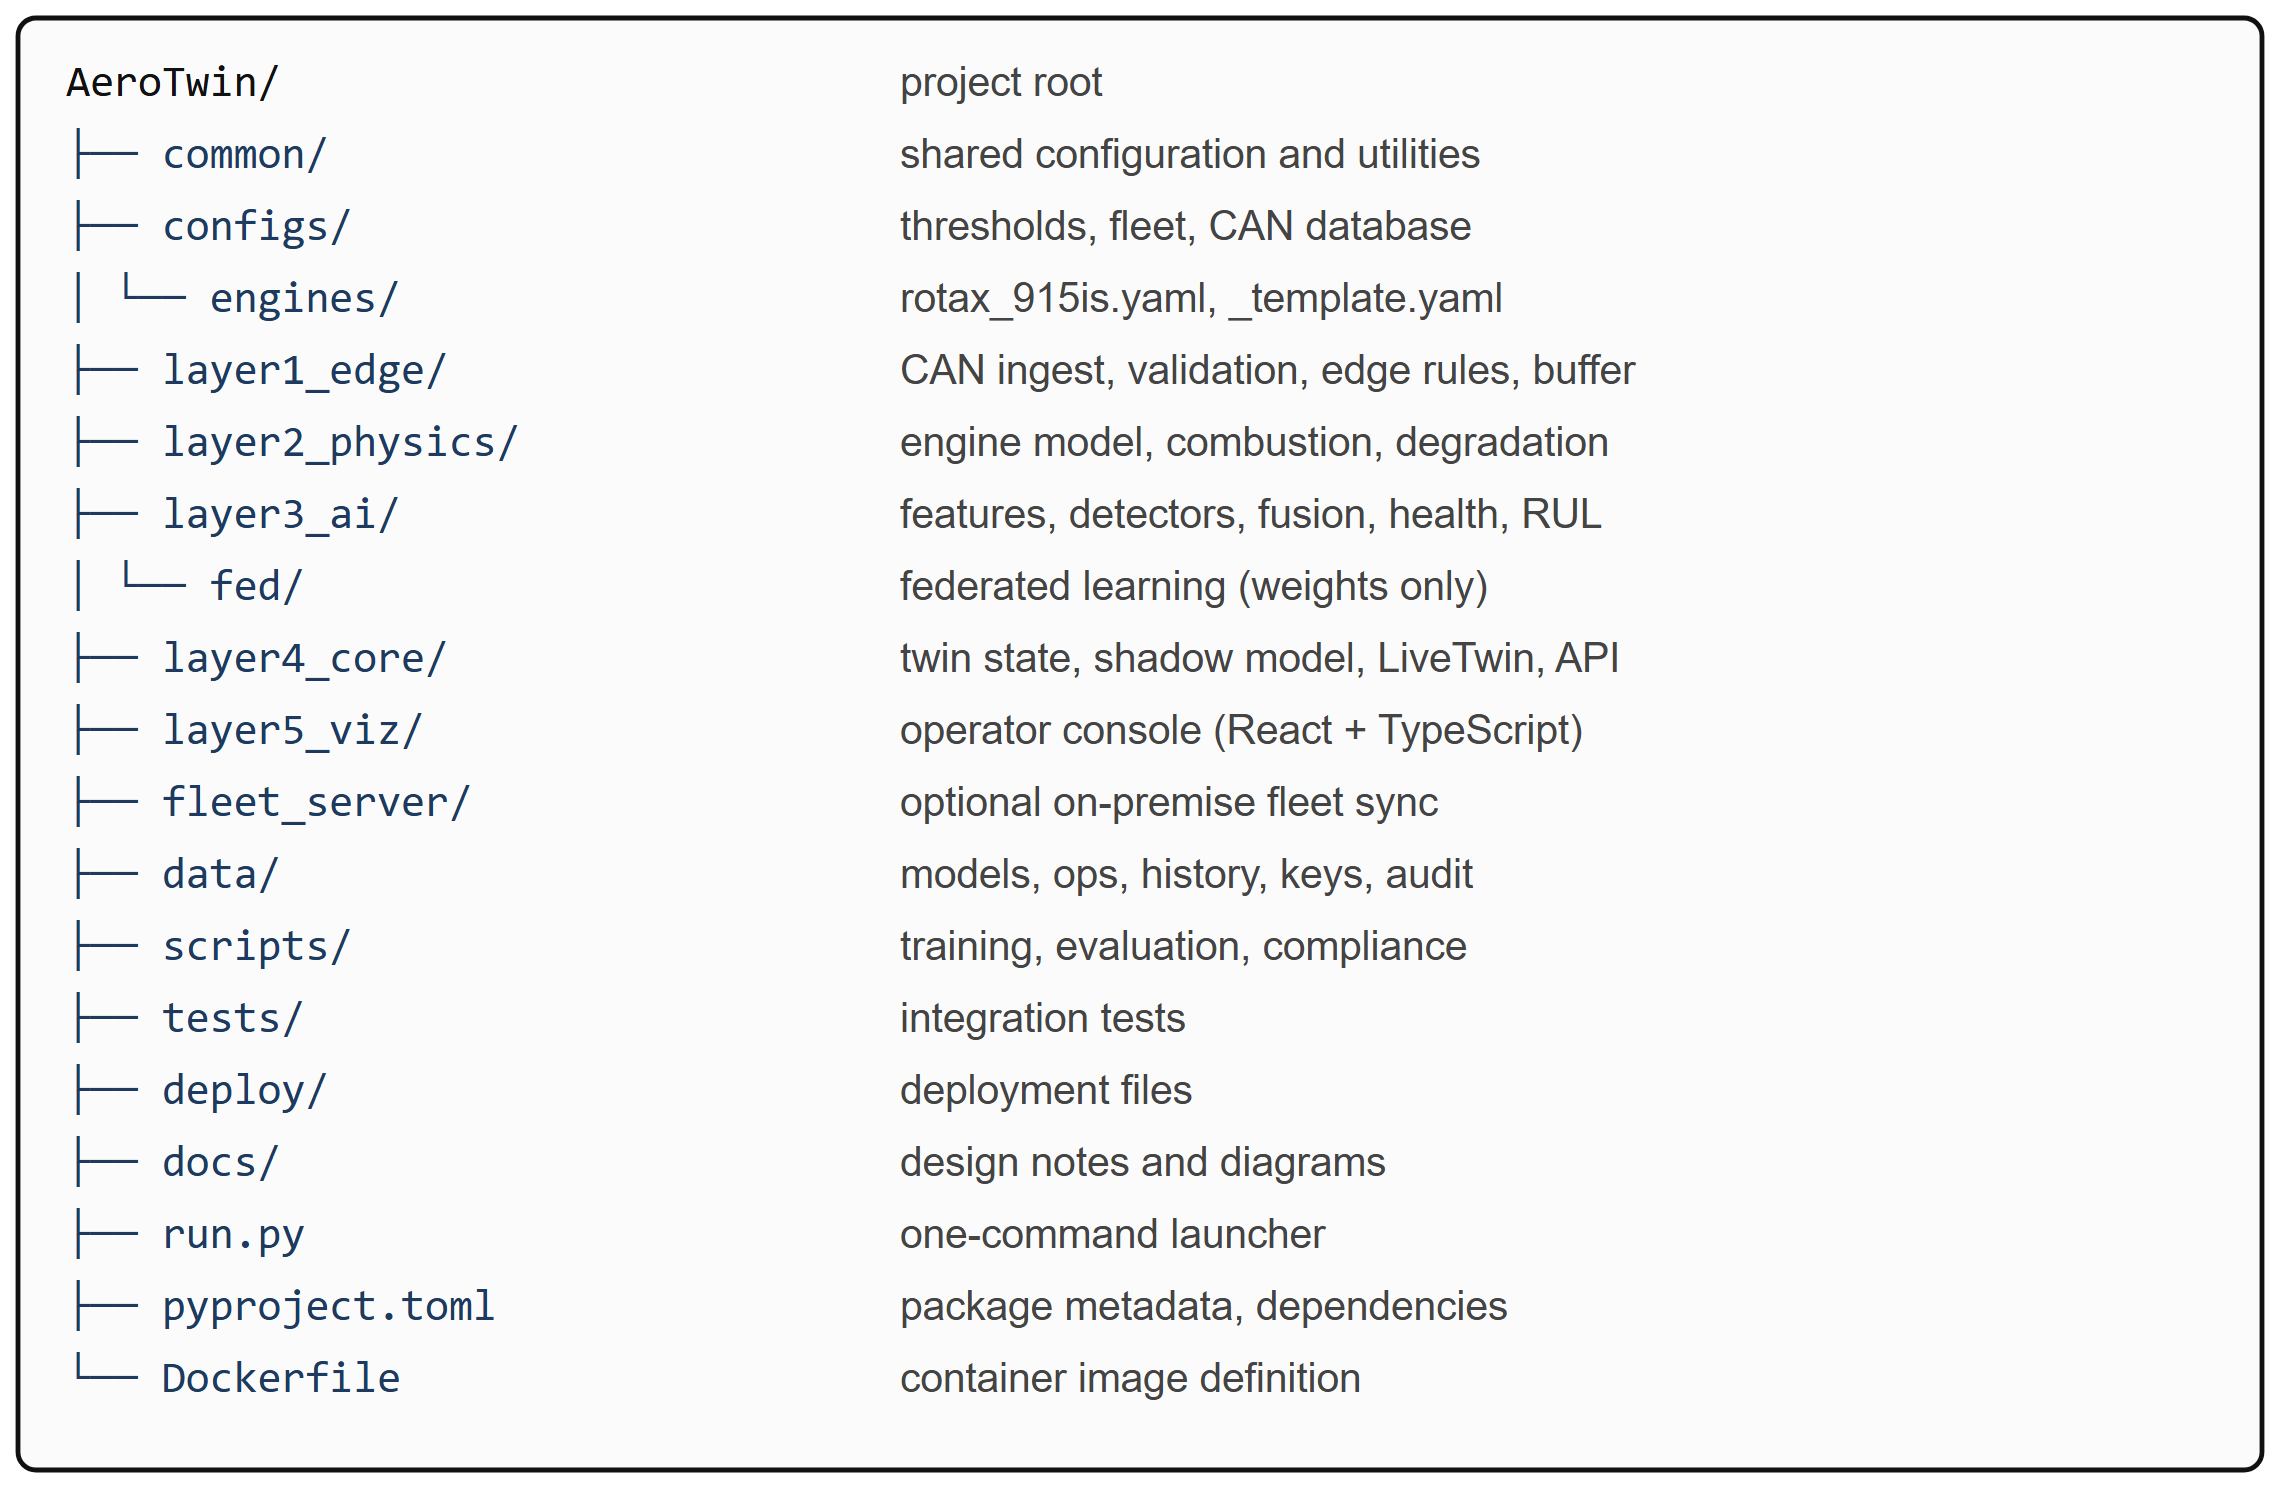 AeroTwin/ project root
├── common/ shared configuration and utilities
├── configs/ thresholds, fleet, CAN database
│ └── engines/ rotax_915is.yaml, _template.yaml
├── layer1_edge/ CAN ingest, validation, edge rules, buffer
├── layer2_physics/ engine model, combustion, degradation
├── layer3_ai/ features, detectors, fusion, health, RUL
│ └── fed/ federated learning (weights only)
├── layer4_core/ twin state, shadow model, LiveTwin, API
├── layer5_viz/ operator console (React + TypeScript)
├── fleet_server/ optional on-premise fleet sync
├── data/ models, ops, history, keys, audit
├── scripts/ training, evaluation, compliance
├── tests/ integration tests
├── deploy/ deployment files
├── docs/ design notes and diagrams
├── run.py one-command launcher
├── pyproject.toml package metadata, dependencies
└── Dockerfile container image definition